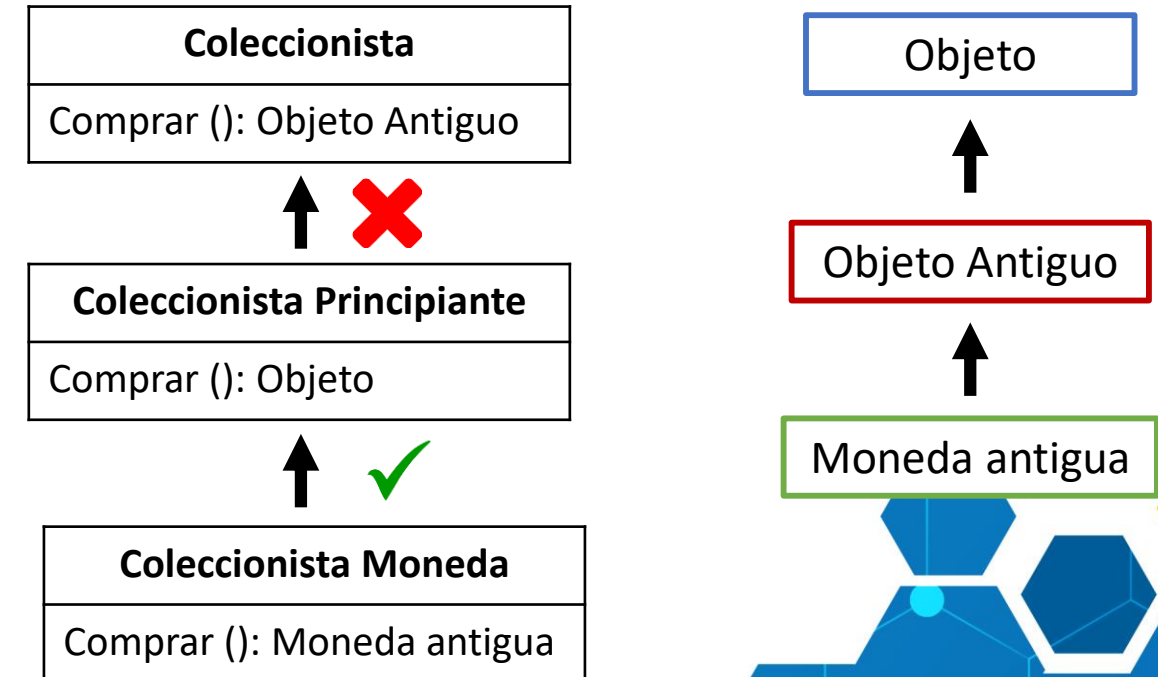 Coleccionista
Comprar (): Objeto Antiguo
Coleccionista Principiante
Comprar (): Objeto
Coleccionista Moneda
Comprar (): Moneda antigua
Objeto
Objeto Antiguo
Moneda antigua